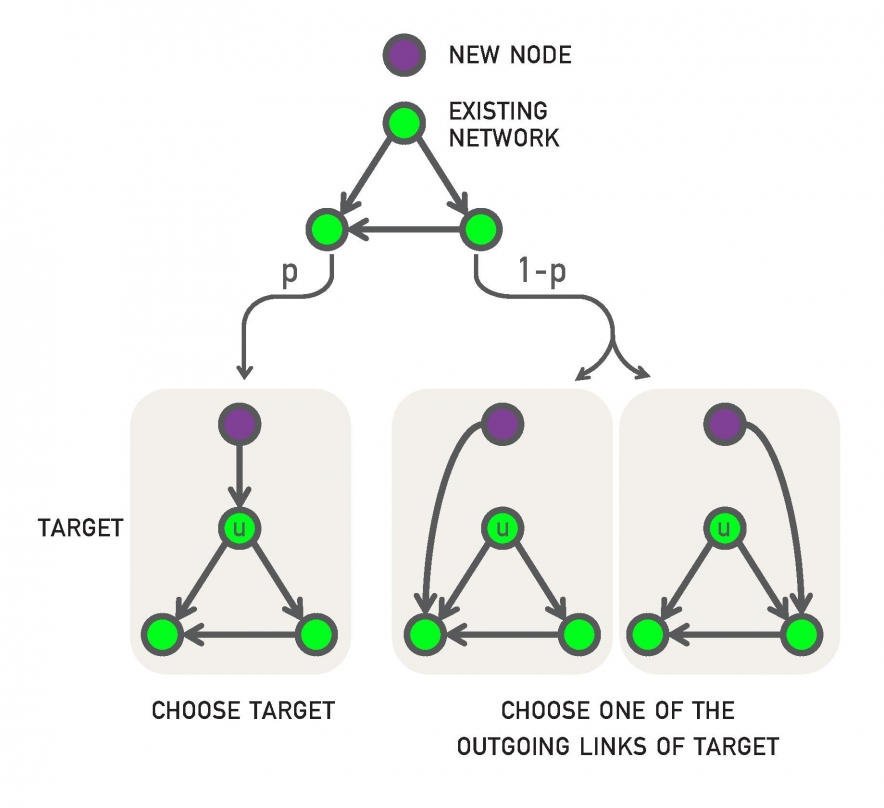 NEW NODE
EXISTING
NETWORK
p
1-p
u
u
u
TARGET
CHOOSE TARGET
CHOOSE ONE OF THE
OUTGOING LINKS OF TARGET